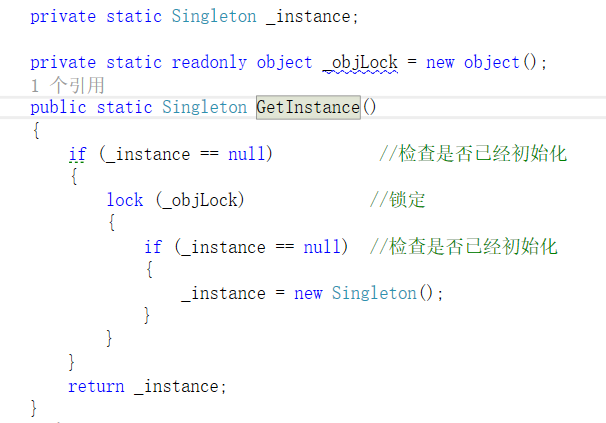 private static Singleton _instance;
private static readonly object _objLock = new object();
1 个引用
public static Singleton GetInstance()
{
if (_instance == null) //检查是否已经初始化
{
lock (_objLock) //锁定
{
if (_instance == null) //检查是否已经初始化
{
_instance = new Singleton();
}
}
}
return _instance;
}